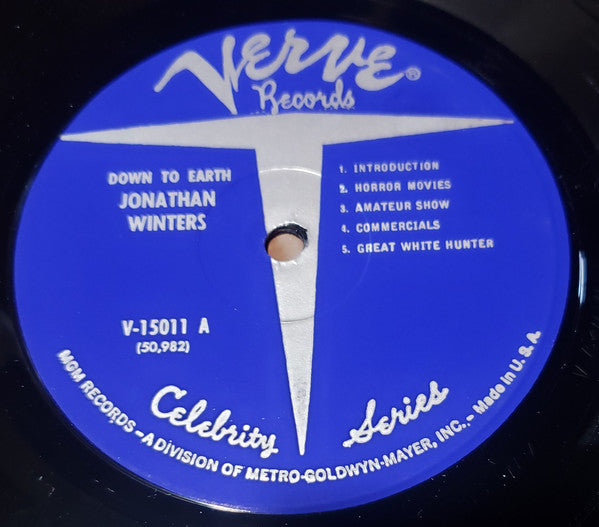 Verve®
Records
DOWN TO EARTH
JONATHAN
WINTERS
1. INTRODUCTION
2. HORROR MOVIES
3. AMATEUR SHOW
4. COMMERCIALS
5. GREAT WHITE HUNTER
V-15011 A
(50,982)
Celebrity Series
MGM RECORDS – A DIVISION OF METRO-GOLDWYN-MAYER, INC. – Made in U. S. A.